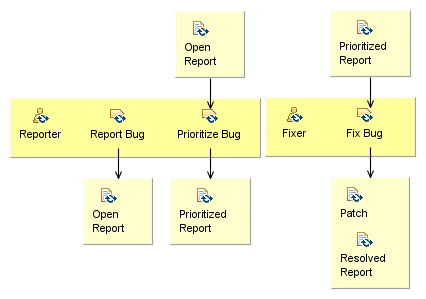 Open
Report
Prioritized
Report
Reporter
Report Bug
Prioritize Bug
Fixer
Fix Bug
Open
Report
Prioritized
Report
Patch
Resolved
Report